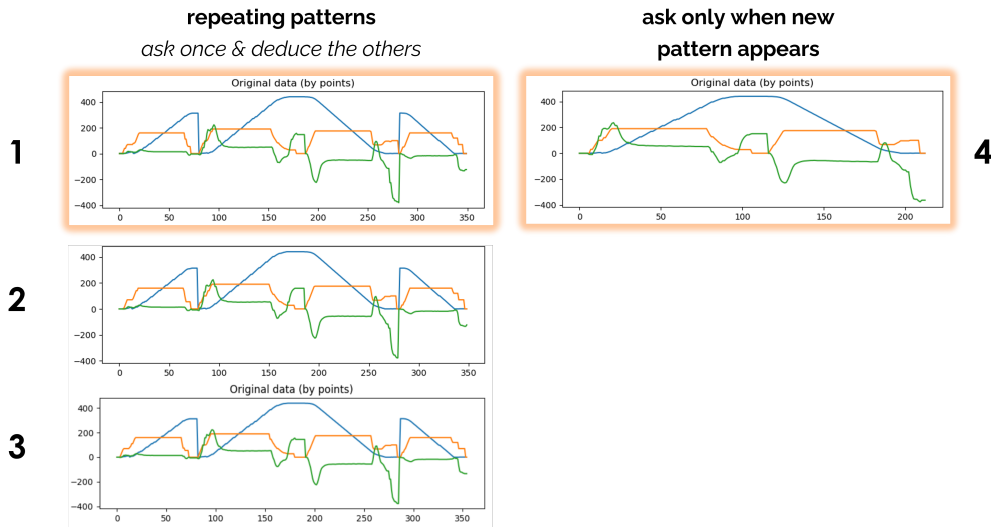 repeating patterns
ask once & deduce the others
ask only when new
pattern appears
1
Original data (by points)
400
200
0
−200
−400
0 50 100 150 200 250 300 350
Original data (by points)
400
200
0
−200
−400
0 50 100 150 200
4
2
400
200
0
−200
−400
0 50 100 150 200 250 300 350
3
Original data (by points)
400
200
0
−200
−400
0 50 100 150 200 250 300 350